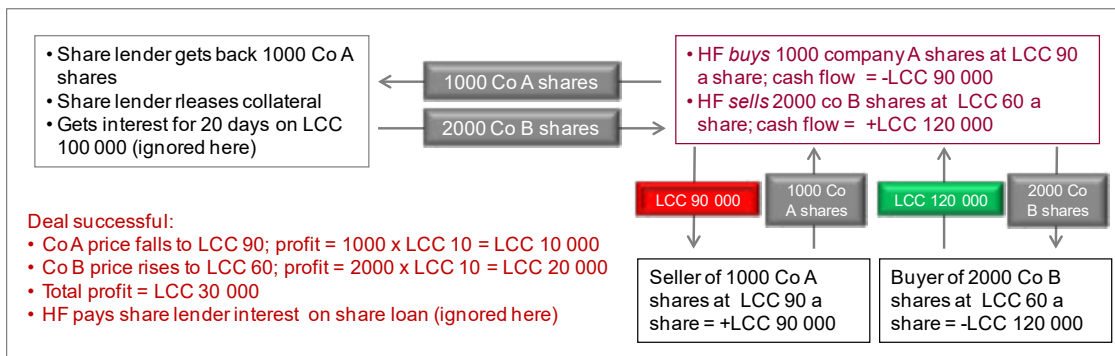 • Share lender gets back 1000 Co A
shares
• Share lender rleases collateral
• Gets interest for 20 days on LCC
100 000 (ignored here)
1000 Co A shares
2000 Co B shares
• HF buys 1000 company A shares at LCC 90
a share; cash flow = -LCC 90 000
• HF sells 2000 co B shares at LCC 60 a
share; cash flow = +LCC 120 000
LCC 90 000
1000 Co
A shares
LCC 120 000
2000 Co
B shares
Deal successful:
• Co A price falls to LCC 90; profit = 1000 x LCC 10 = LCC 10 000
• Co B price rises to LCC 60; profit = 2000 x LCC 10 = LCC 20 000
• Total profit = LCC 30 000
• HF pays share lender interest on share loan (ignored here)
Seller of 1000 Co A
shares at LCC 90 a
share = +LCC 90 000
Buyer of 2000 Co B
shares at LCC 60 a
share = -LCC 120 000